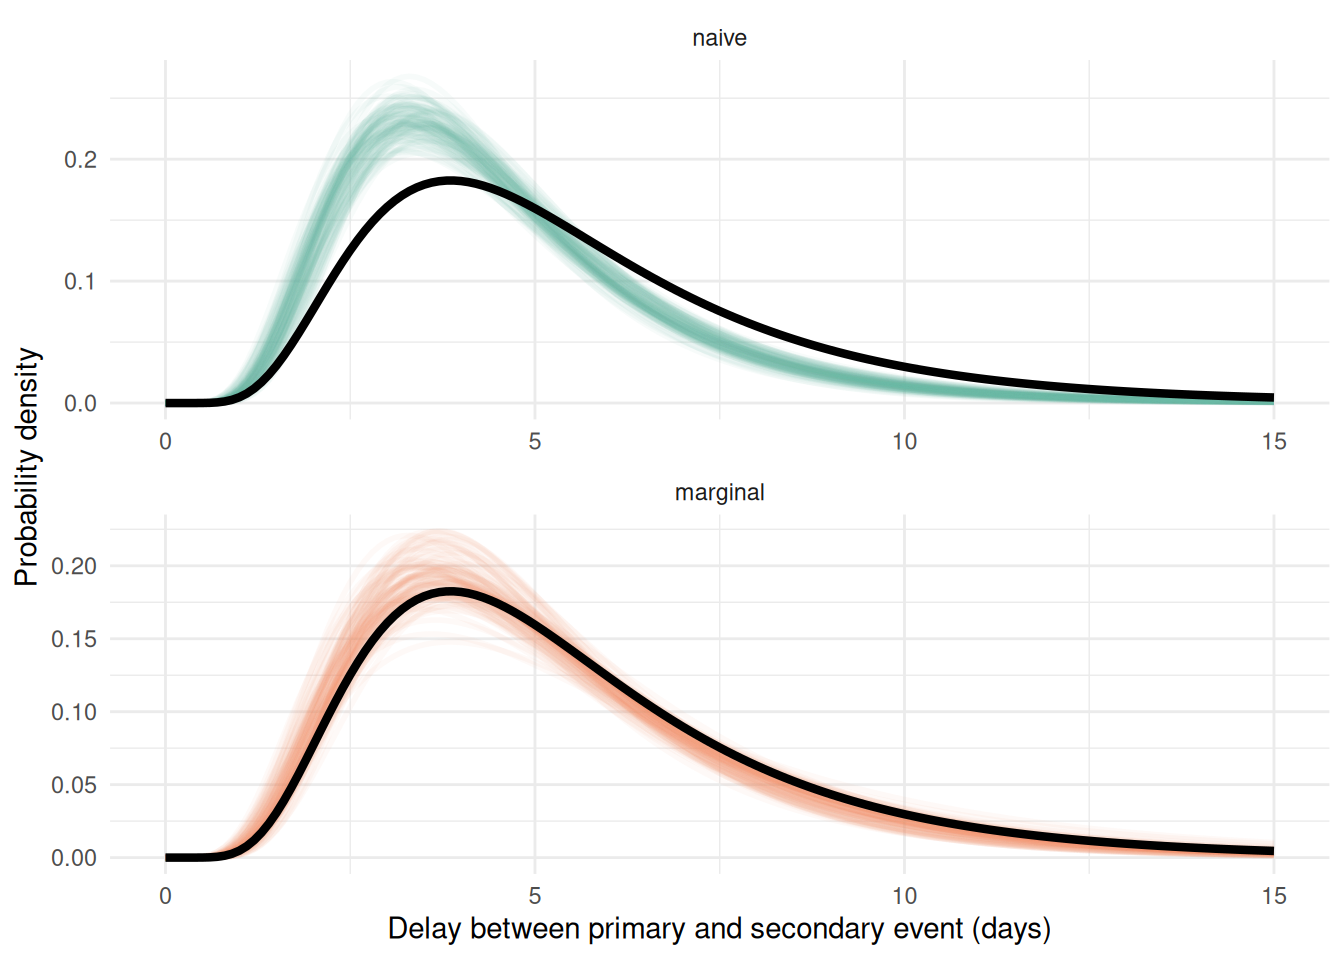 naive
0.2
0.1
0.0
0 5 10 15
Probability density
marginal
0.20
0.15
0.10
0.05
0.00
0 5 10 15
Delay between primary and secondary event (days)